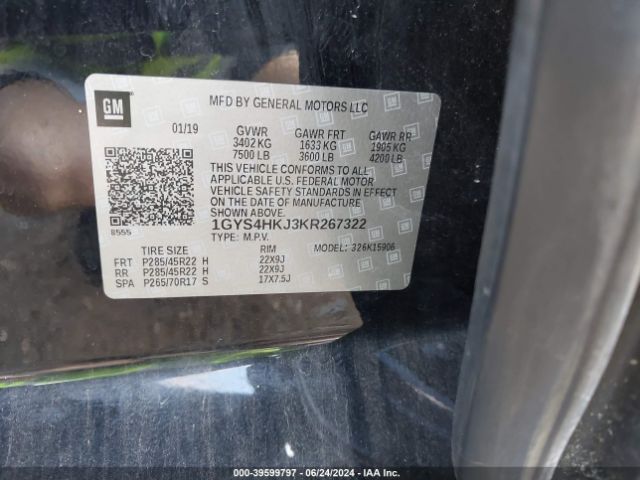 GM
MFD BY GENERAL MOTORS LLC
01/19 GVWR GAWR FRT GAWR RR
3402 KG 1633 KG 1905 KG
7500 LB 3600 LB 4200 LB
THIS VEHICLE CONFORMS TO ALL
APPLICABLE U.S. FEDERAL MOTOR
VEHICLE SAFETY STANDARDS IN EFFECT
ON THE DATE OF MANUFACTURE
SHOWN ABOVE.
8555
1GYS4HKJ3KR267322
TYPE: M.P.V. MODEL: 326K15906
TIRE SIZE RIM
FRT P285/45R22 H 22X9J
RR P285/45R22 H 22X9J
SPA P265/70R17 S 17X7.5J
000-39599797 - 06/24/2024 - IAA Inc.